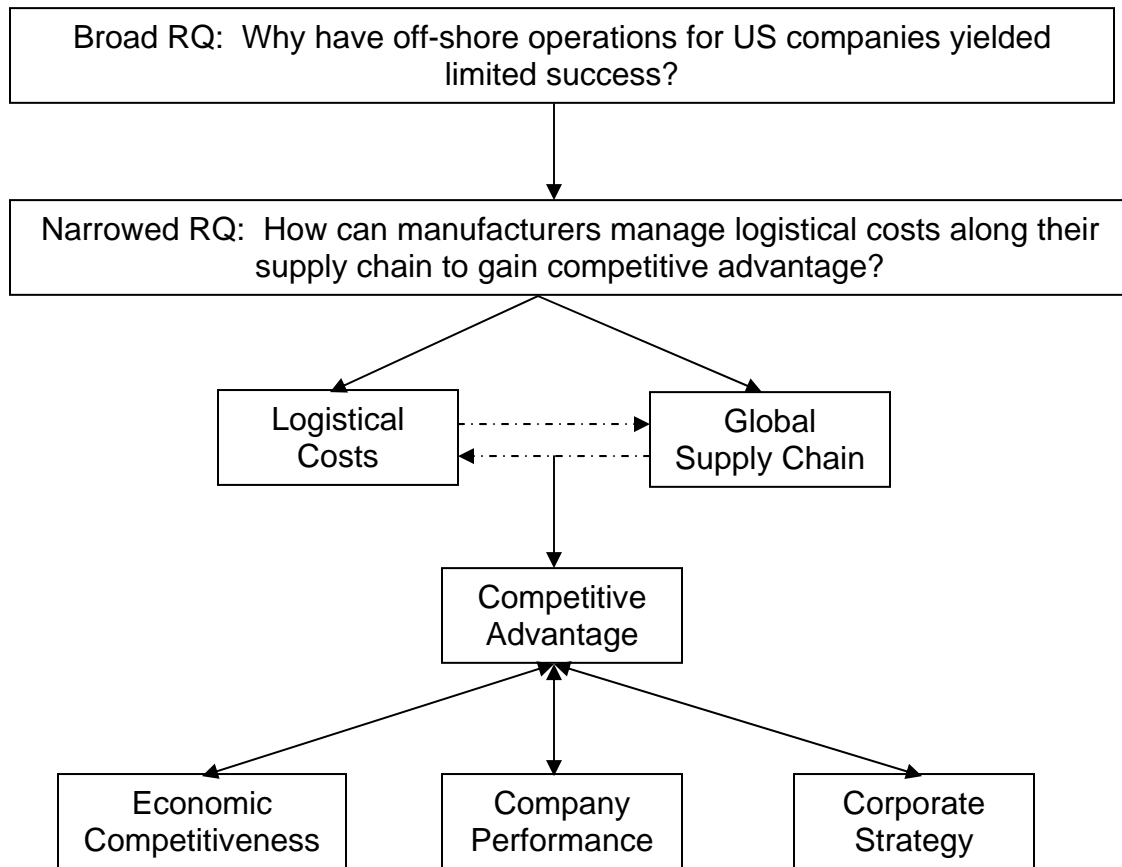 Broad RQ: Why have off-shore operations for US companies yielded
limited success?
Narrowed RQ: How can manufacturers manage logistical costs along their
supply chain to gain competitive advantage?
Logistical
Costs
Global
Supply Chain
Competitive
Advantage
Economic
Competitiveness
Company
Performance
Corporate
Strategy